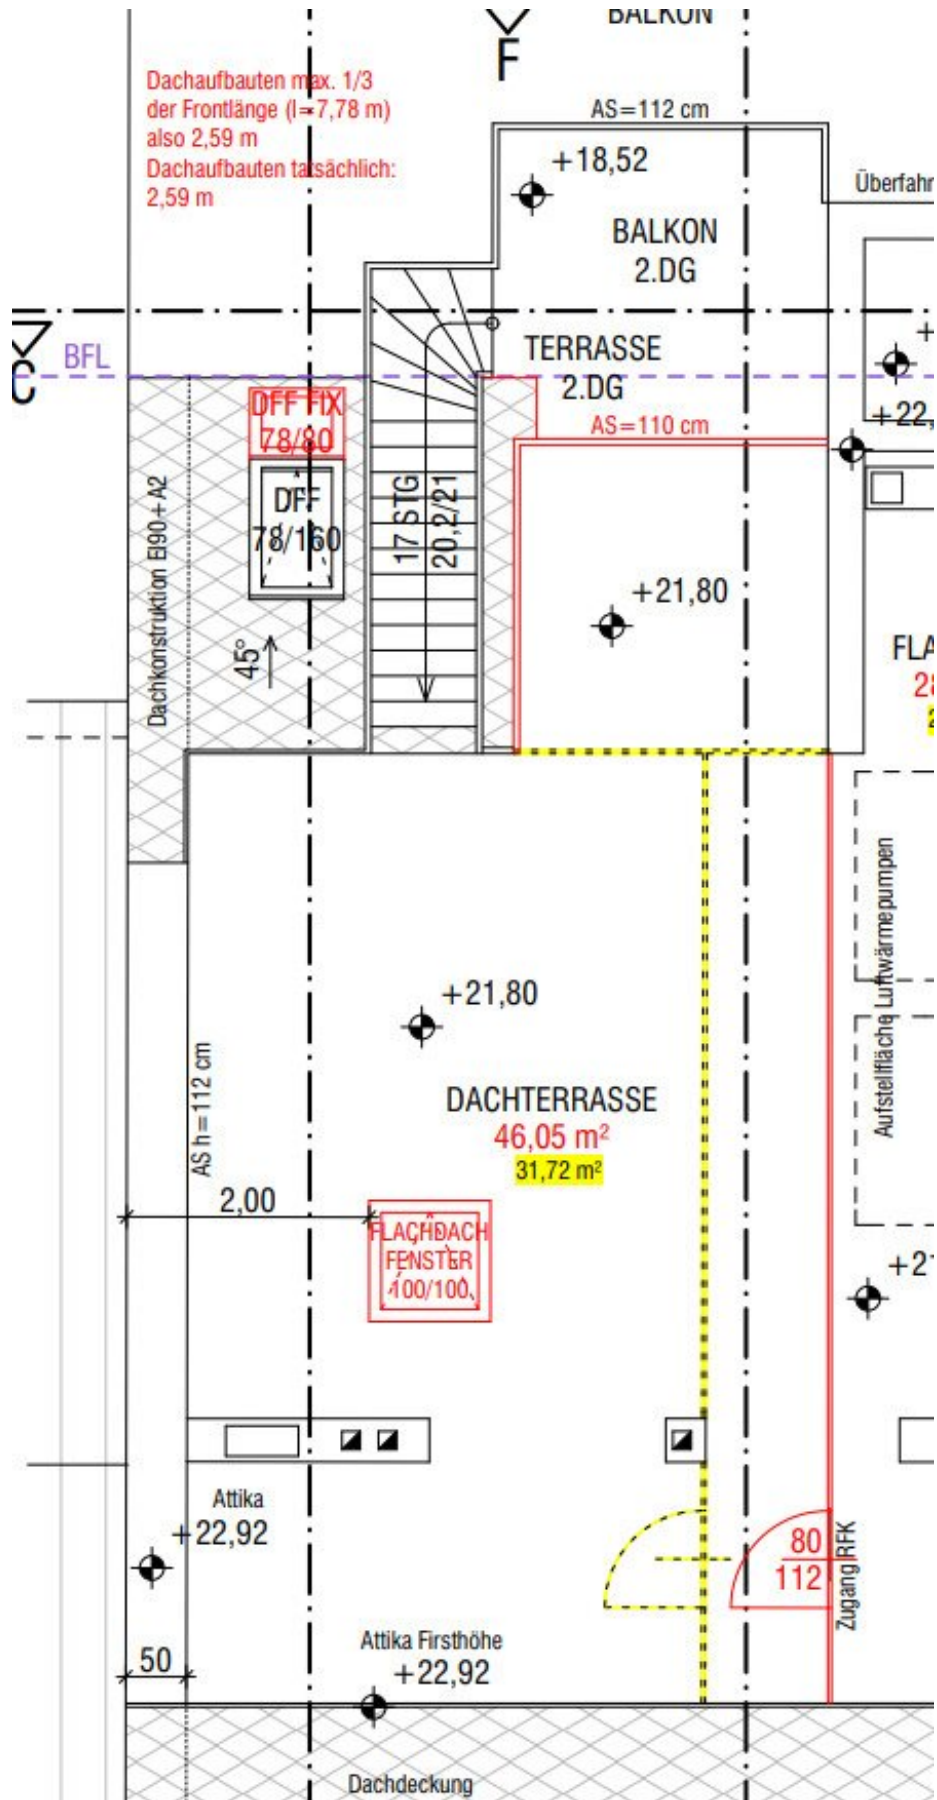 BALKON
F
Dachaufbauten max. 1/3
der Frontlänge (l=7,78 m)
also 2,59 m
Dachaufbauten tatsächlich:
2,59 m
AS=112 cm
+18,52
BALKON
2.DG
C
BFL
TERRASSE
2.DG
AS=110 cm
+22,
DFF FIX
78/80
DFF
78/160
17 STG
20,2/21
Dachkonstruktion EI90+A2
45°
+21,80
+21,80
AS h=112 cm
DACHTERRASSE
46,05 m²
31,72 m²
2,00
FLACHDACH
FENSTER
100/100
Aufstellfläche Luftwärmepumpen
Attika
+22,92
80
112
Zugang RFK
50
Attika Firsthöhe
+22,92
Dachdeckung